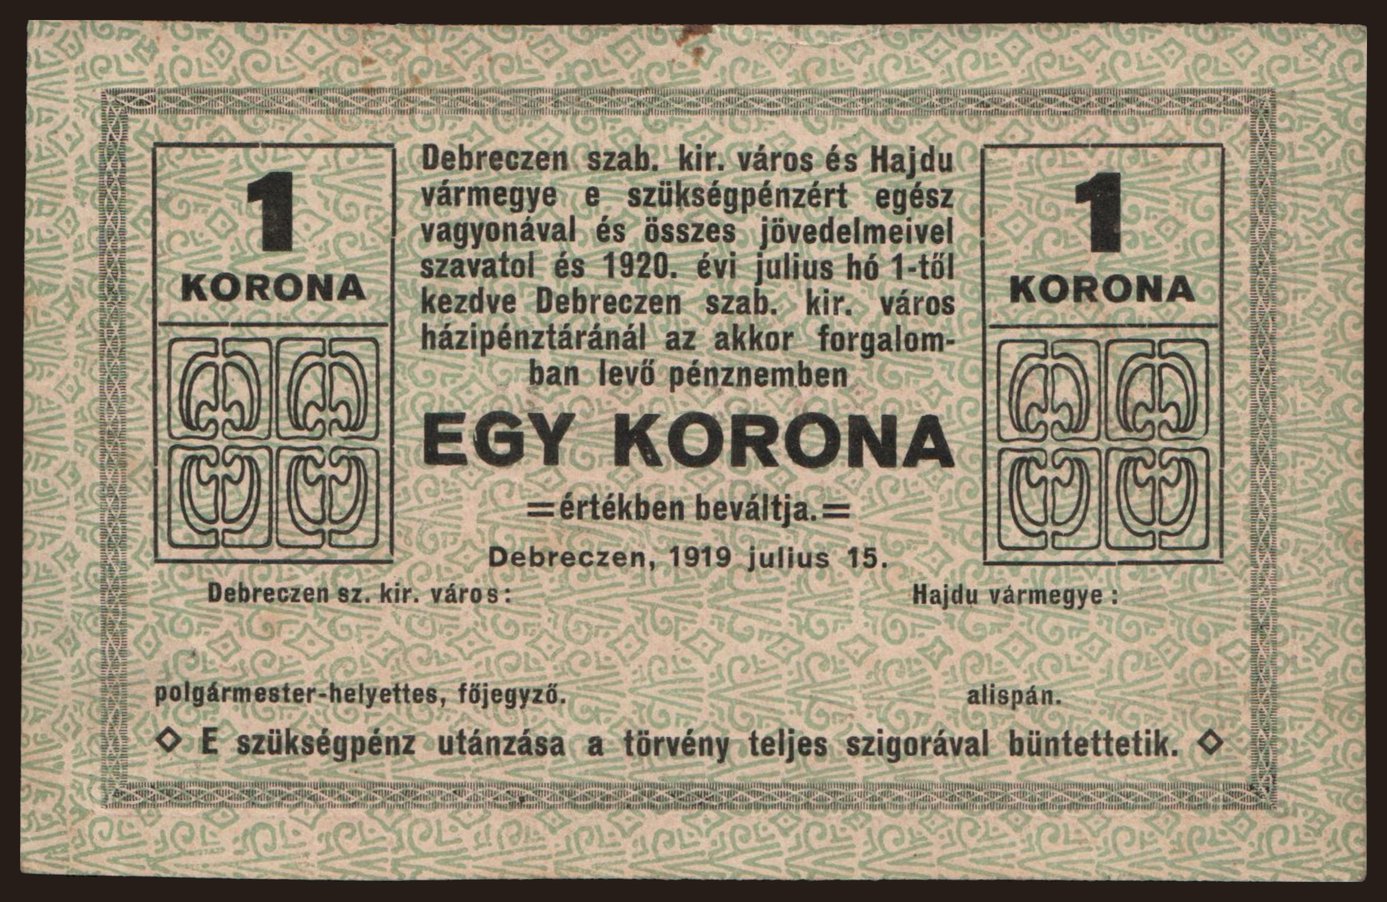 1
KORONA
Debreczen szab. kir. város és Hajdu
vármegye e szükségpénzért egész
vagyonával és összes jövedelmeivel
szavatol és 1920. évi julius hó 1-től
kezdve Debreczen szab. kir. város
házipénztáránál az akkor forgalom-
ban levő pénznemben
EGY KORONA
=értékben beváltja.=
Debreczen, 1919 julius 15.
1
KORONA
Debreczen sz. kir. város:
Hajdu vármegye:
polgármester-helyettes, főjegyző.
alispán.
◇ E szükségpénz utánzása a törvény teljes szigorával büntettetik. ◇